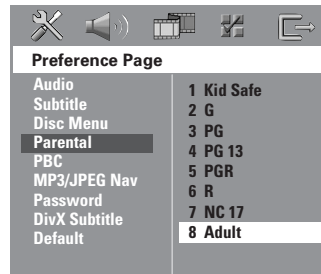 Preference Page
Audio
Subtitle
Disc Menu
Parental
PBC
MP3/JPEG Nav
Password
DivX Subtitle
Default
1 Kid Safe
2 G
3 PG
4 PG 13
5 PGR
6 R
7 NC 17
8 Adult